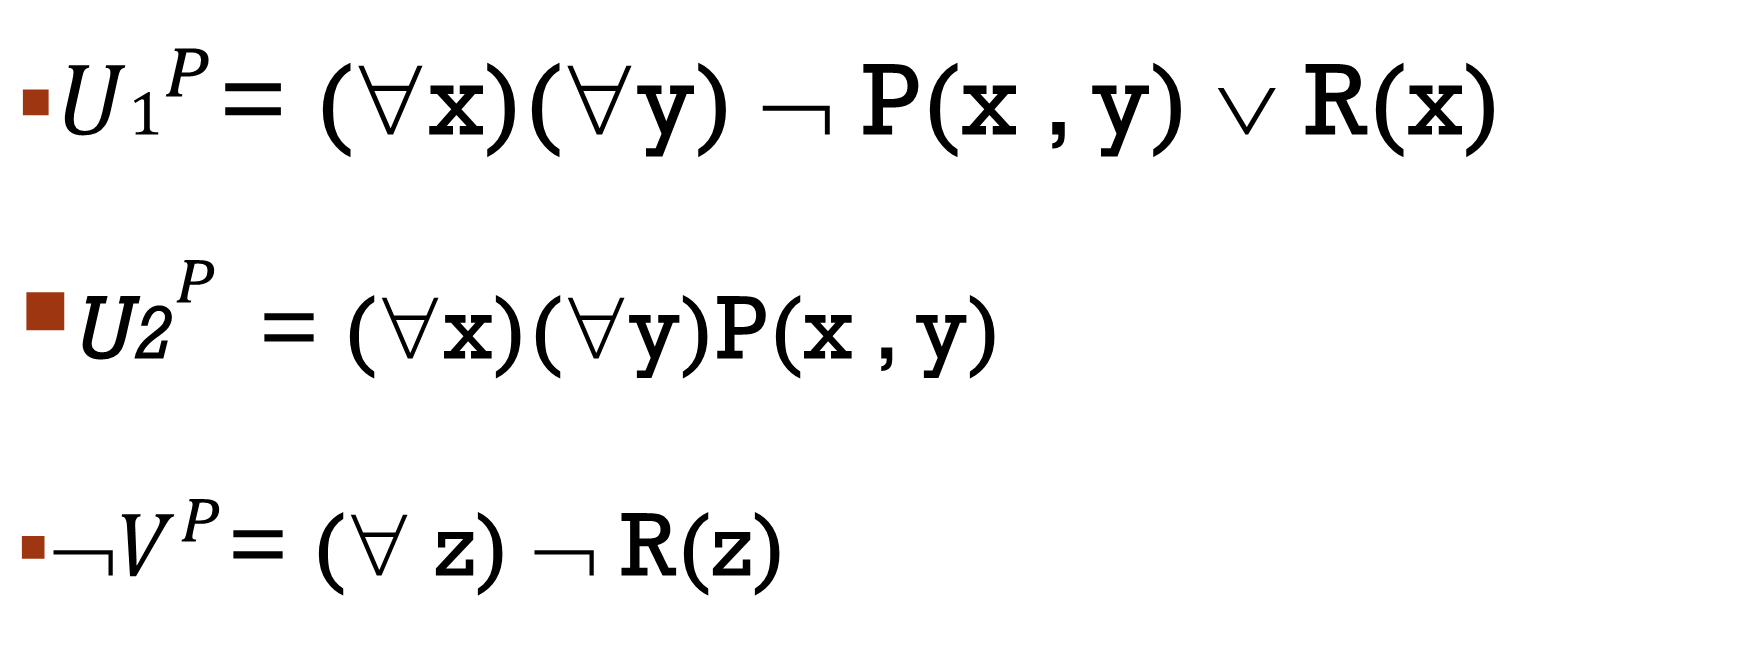 ▪U₁ᴾ= (∀x)(∀y) ¬ P(x , y) ∨ R(x)
▪U2ᴾ = (∀x)(∀y)P(x , y)
▪¬Vᴾ= (∀ z) ¬ R(z)